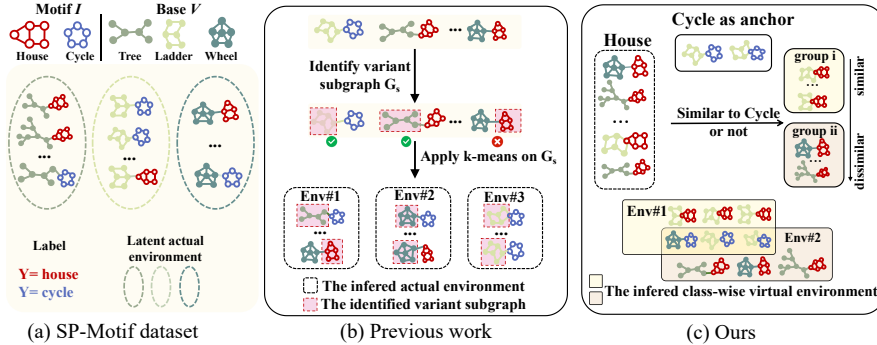 Motif I
Base V
House
Cycle
Tree
Ladder
Wheel
...
...
...
Label
Latent actual
environment
Y= house
Y= cycle
(a) SP-Motif dataset
...
Identify variant
subgraph Gs
...
Apply k-means on Gs
Env#1
Env#2
Env#3
...
...
...
The infered actual environment
The identified variant subgraph
(b) Previous work
Cycle as anchor
House
...
Similar to Cycle
or not
group i
...
group ii
...
similar
dissimilar
Env#1
Env#2
The infered class-wise virtual environment
(c) Ours